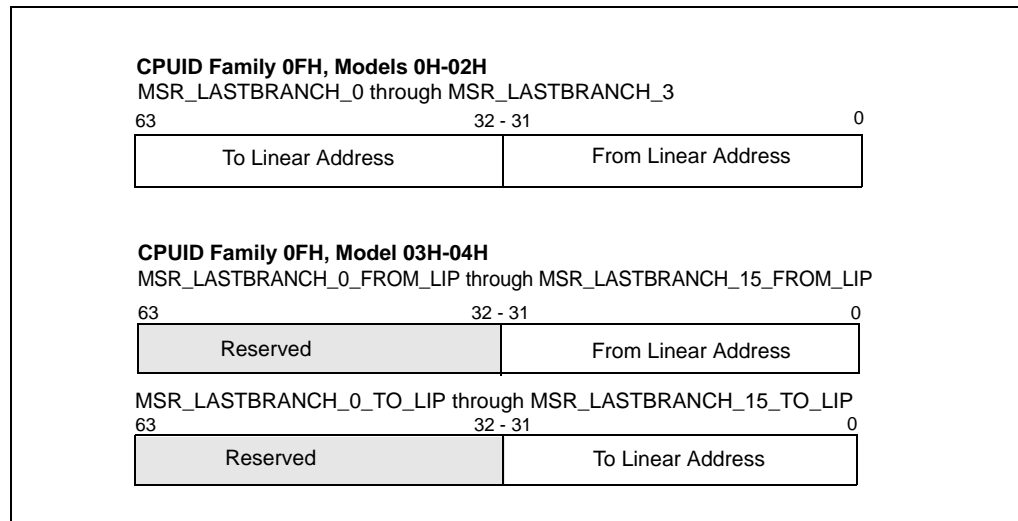 CPUID Family 0FH, Models 0H-02H
MSR_LASTBRANCH_0 through MSR_LASTBRANCH_3
63 32 - 31 0
To Linear Address From Linear Address
CPUID Family 0FH, Model 03H-04H
MSR_LASTBRANCH_0_FROM_LIP through MSR_LASTBRANCH_15_FROM_LIP
63 32 - 31 0
Reserved From Linear Address
MSR_LASTBRANCH_0_TO_LIP through MSR_LASTBRANCH_15_TO_LIP
63 32 - 31 0
Reserved To Linear Address